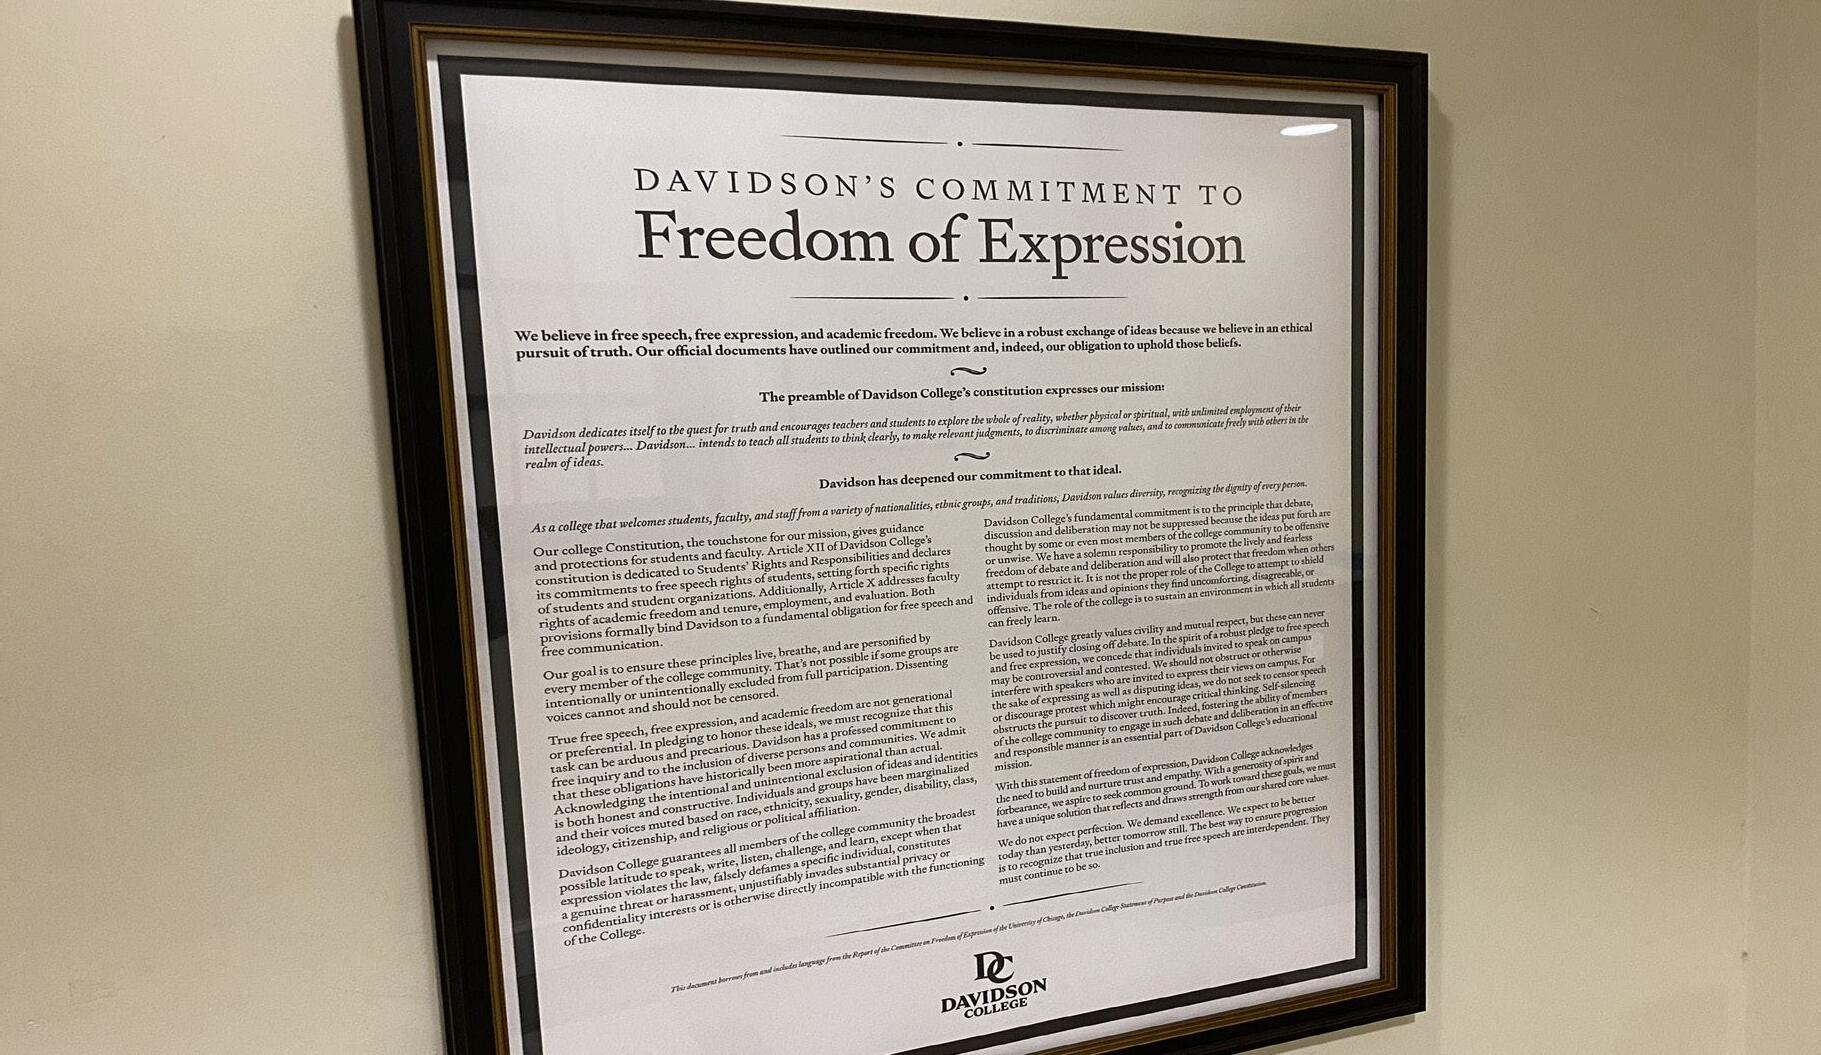 DAVIDSON'S COMMITMENT TO
Freedom of Expression
We believe in free speech, free expression, and academic freedom. We believe in a robust exchange of ideas because we believe in an ethical
pursuit of truth. Our official documents have outlined our commitment and, indeed, our obligation to uphold those beliefs.
The preamble of Davidson College's constitution expresses our mission:
Davidson dedicates itself to the quest for truth and encourages teachers and students to explore the whole of reality, whether physical or spiritual, with unlimited employment of their
intellectual powers... Davidson... intends to teach all students to think clearly, to make relevant judgments, to discriminate among values, and to communicate freely with others in the
realm of ideas.
Davidson has deepened our commitment to that ideal.
As a college that welcomes students, faculty, and staff from a variety of nationalities, ethnic groups, and traditions, Davidson values diversity, recognizing the dignity of every person.
Our college Constitution, the touchstone for our mission, gives guidance
and protections for students and faculty. Article XII of Davidson College's
constitution is dedicated to Students' Rights and Responsibilities and declares
its commitments to free speech rights of students, setting forth specific rights
of students and student organizations. Additionally, Article X addresses faculty
rights of academic freedom and tenure, employment, and evaluation. Both
provisions formally bind Davidson to a fundamental obligation for free speech and
free communication.
Our goal is to ensure these principles live, breathe, and are personified by
every member of the college community. That's not possible if some groups are
intentionally or unintentionally excluded from full participation. Dissenting
voices cannot and should not be censored.
True free speech, free expression, and academic freedom are not generational
or preferential. In pledging to honor these ideals, we must recognize that this
task can be arduous and precarious. Davidson has a professed commitment to
free inquiry and to the inclusion of diverse persons and communities. We admit
that these obligations have historically been more aspirational than actual.
Acknowledging the intentional and unintentional exclusion of ideas and identities
is both honest and constructive. Individuals and groups have been marginalized
and their voices muted based on race, ethnicity, sexuality, gender, disability, class,
ideology, citizenship, and religious or political affiliation.
Davidson College guarantees all members of the college community the broadest
possible latitude to speak, write, listen, challenge, and learn, except when that
expression violates the law, falsely defames a specific individual, constitutes
a genuine threat or harassment, unjustifiably invades substantial privacy or
confidentiality interests or is otherwise directly incompatible with the functioning
of the College.
Davidson College's fundamental commitment is to the principle that debate,
discussion and deliberation may not be suppressed because the ideas put forth are
thought by some or even most members of the college community to be offensive
or unwise. We have a solemn responsibility to promote the lively and fearless
freedom of debate and deliberation and will also protect that freedom when others
attempt to restrict it. It is not the proper role of the College to attempt to shield
individuals from ideas and opinions they find uncomforting, disagreeable, or
offensive. The role of the college is to sustain an environment in which all students
can freely learn.
Davidson College greatly values civility and mutual respect, but these can never
be used to justify closing off debate. In the spirit of a robust pledge to free speech
and free expression, we concede that individuals invited to speak on campus
may be controversial and contested. We should not obstruct or otherwise
interfere with speakers who are invited to express their views on campus. For
the sake of expressing as well as disputing ideas, we do not seek to censor speech
or discourage protest which might encourage critical thinking. Self-silencing
obstructs the pursuit to discover truth. Indeed, fostering the ability of members
of the college community to engage in such debate and deliberation in an effective
and responsible manner is an essential part of Davidson College's educational
mission.
With this statement of freedom of expression, Davidson College acknowledges
the need to build and nurture trust and empathy. With a generosity of spirit and
forbearance, we aspire to seek common ground. To work toward these goals, we must
have a unique solution that reflects and draws strength from our shared core values.
We do not expect perfection. We demand excellence. We expect to be better
today than yesterday, better tomorrow still. The best way to ensure progression
is to recognize that true inclusion and true free speech are interdependent. They
must continue to be so.
This document borrows from and includes language from the Report of the Committee on Freedom of Expression of the University of Chicago, the Davidson College Statement of Purpose and the Davidson College Constitution.
DC
DAVIDSON
COLLEGE